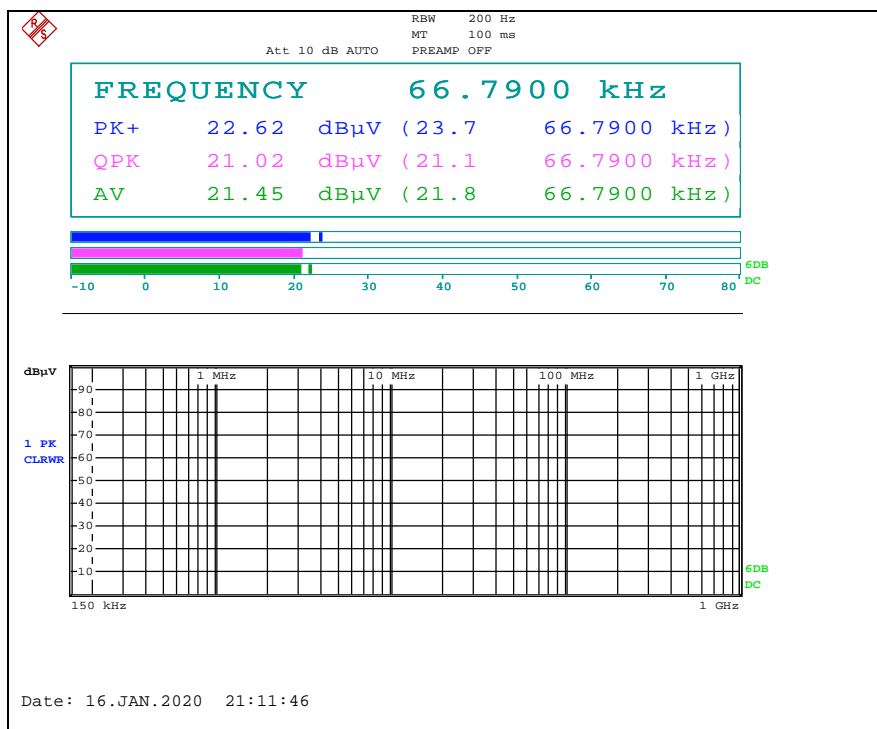 R
S
RBW 200 Hz
MT 100 ms
Att 10 dB AUTO PREAMP OFF
FREQUENCY 66.7900 kHz
PK+ 22.62 dBµV (23.7 66.7900 kHz)
QPK 21.02 dBµV (21.1 66.7900 kHz)
AV 21.45 dBµV (21.8 66.7900 kHz)
6DB
DC
-10 0 10 20 30 40 50 60 70 80
dBµV
1 MHz 10 MHz 100 MHz 1 GHz
90
80
70
1 PK
CLRWR
60
50
40
30
20
10
6DB
DC
150 kHz 1 GHz
Date: 16.JAN.2020 21:11:46